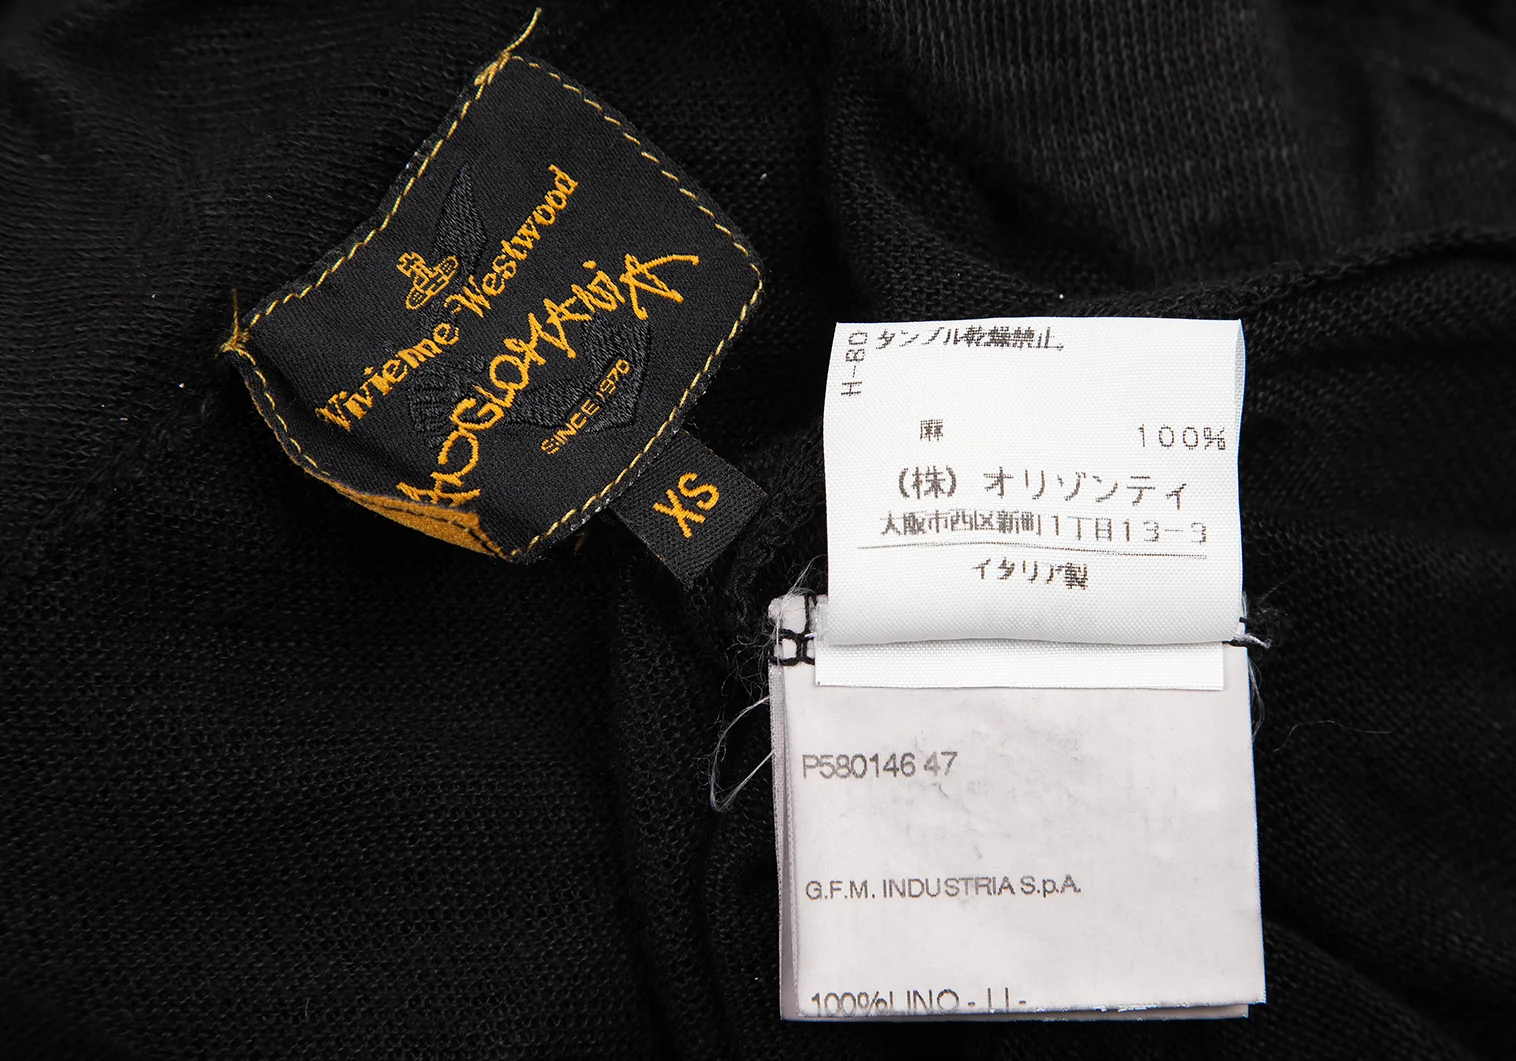 Vivienne Westwood
ANGLOMANIA
SINCE 1970
XS
H-80
タンブル乾燥禁止。
麻 100%
(株) オリゾンティ
大阪市西区新町1丁目13-3
イタリア製
P580146 47
G.F.M. INDUSTRIA S.p.A.
100%LINO - LI -